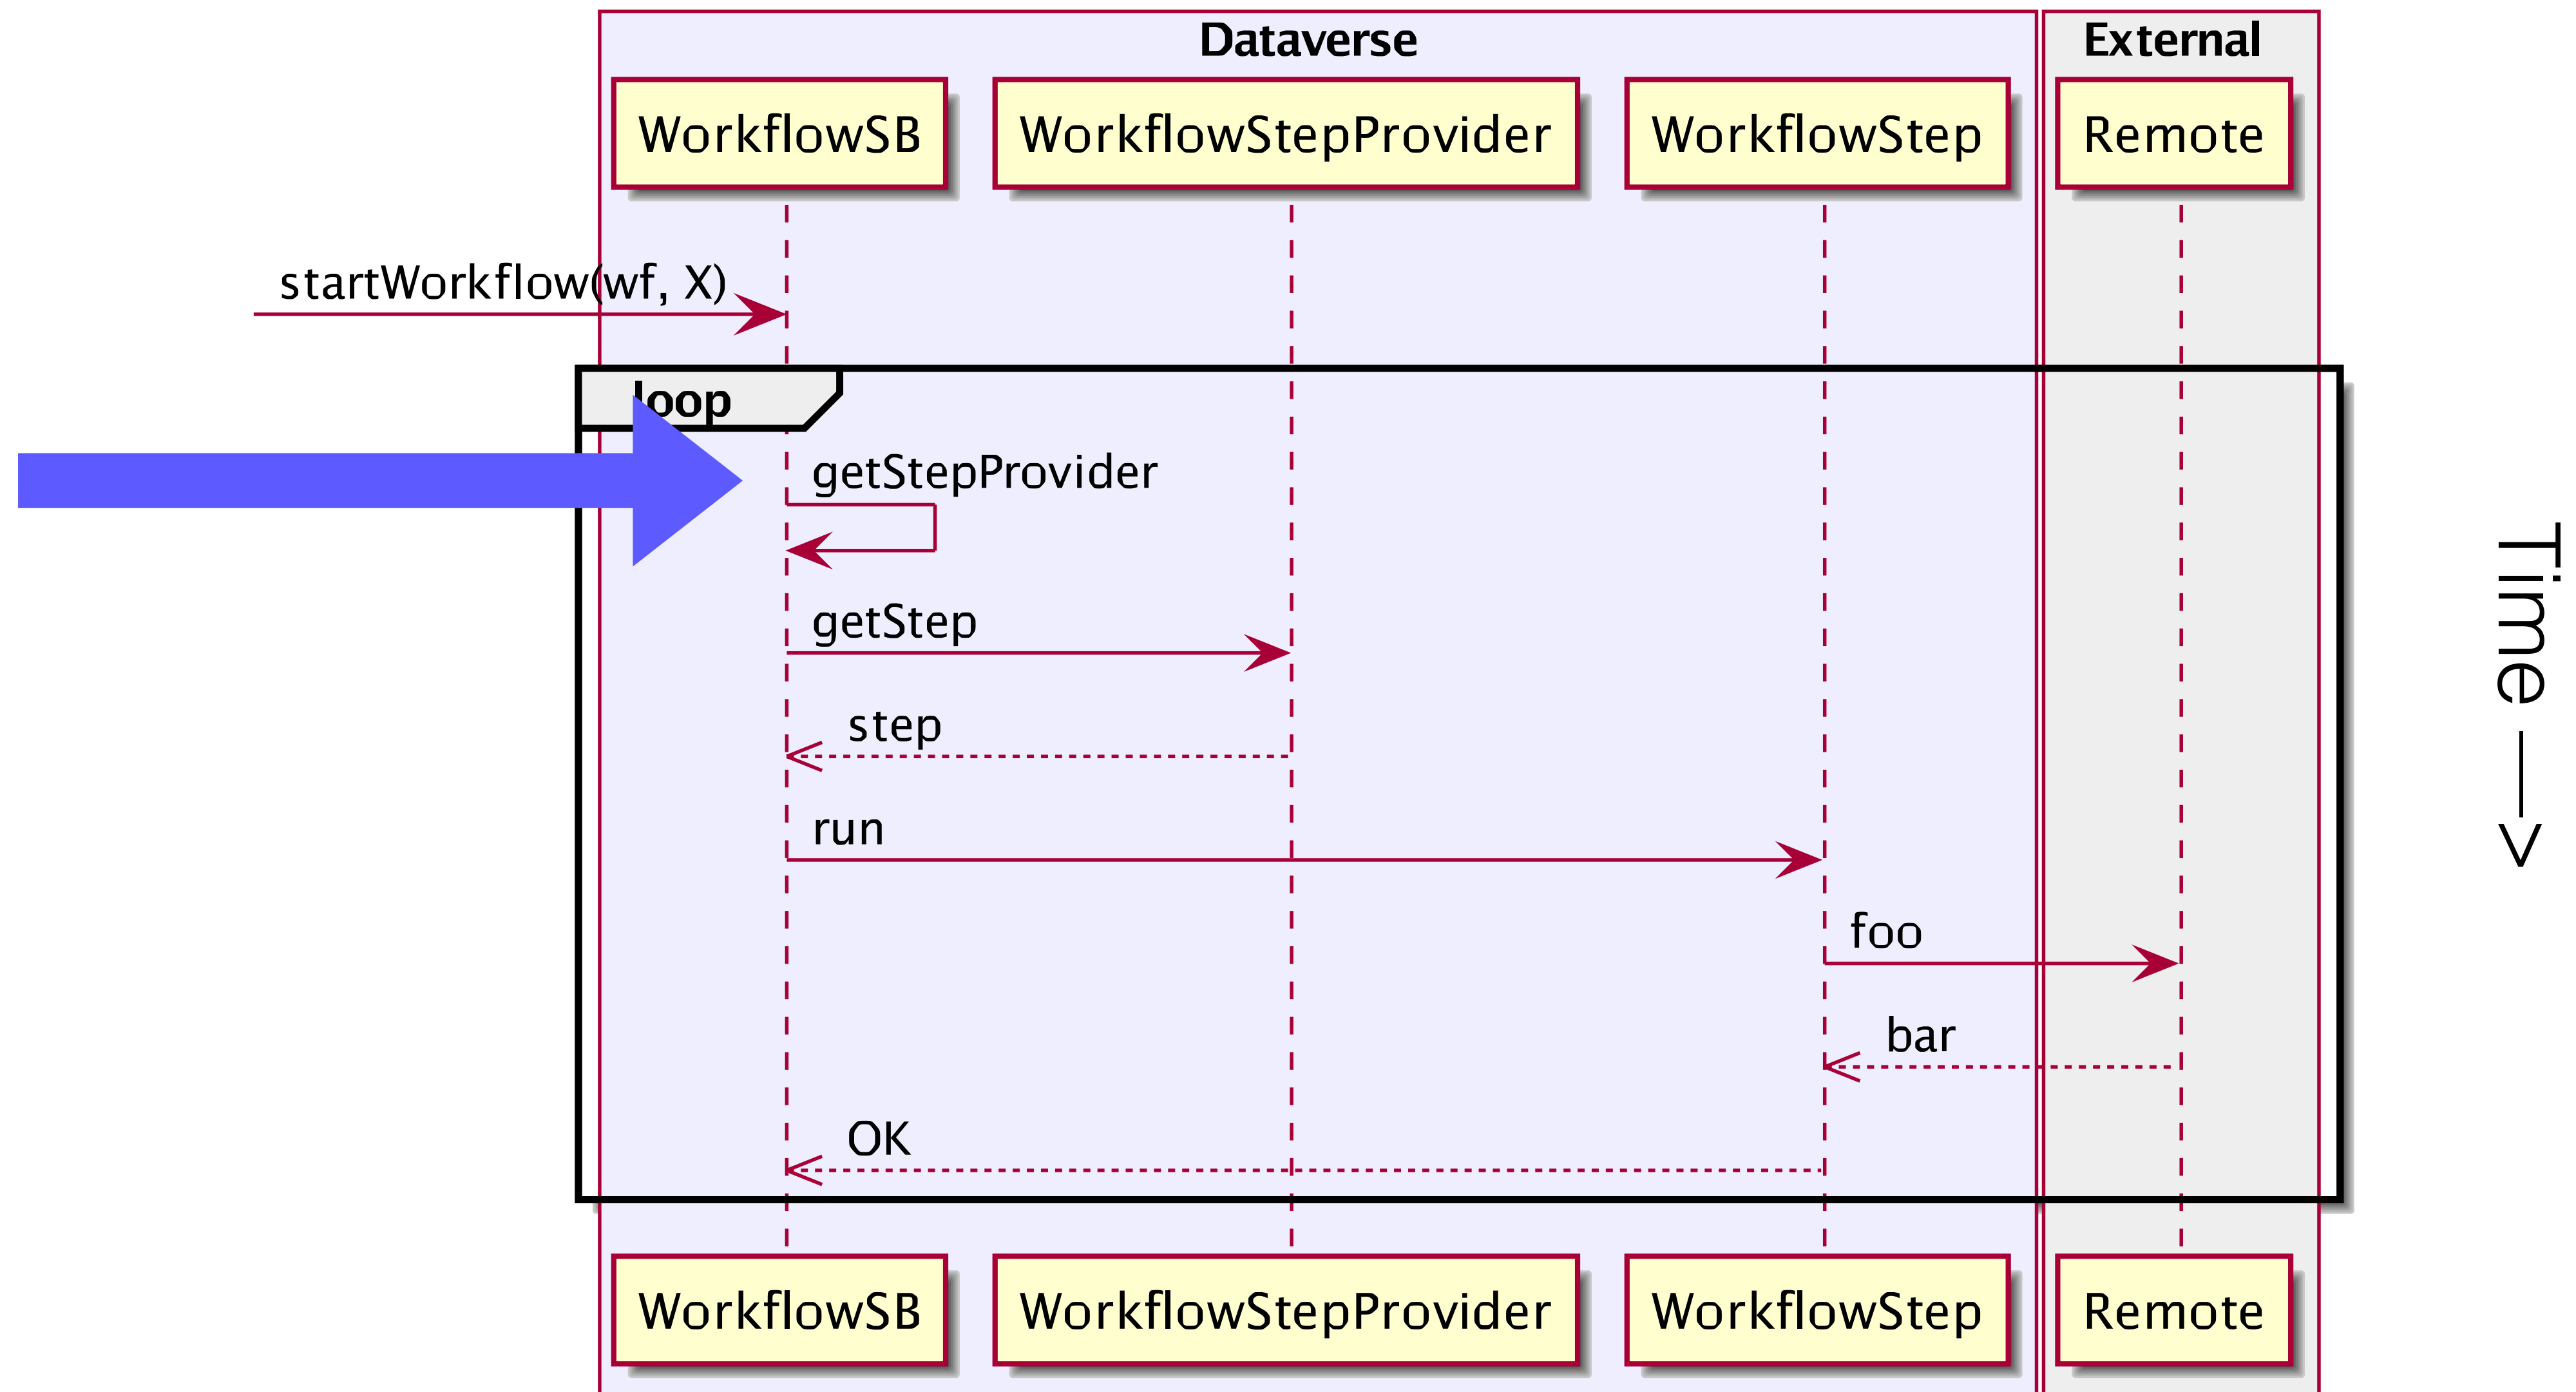 Dataverse
External
WorkflowSB
WorkflowStepProvider
WorkflowStep
Remote
startWorkflow(wf, X)
loop
getStepProvider
getStep
step
run
foo
bar
OK
WorkflowSB
WorkflowStepProvider
WorkflowStep
Remote
Time —>